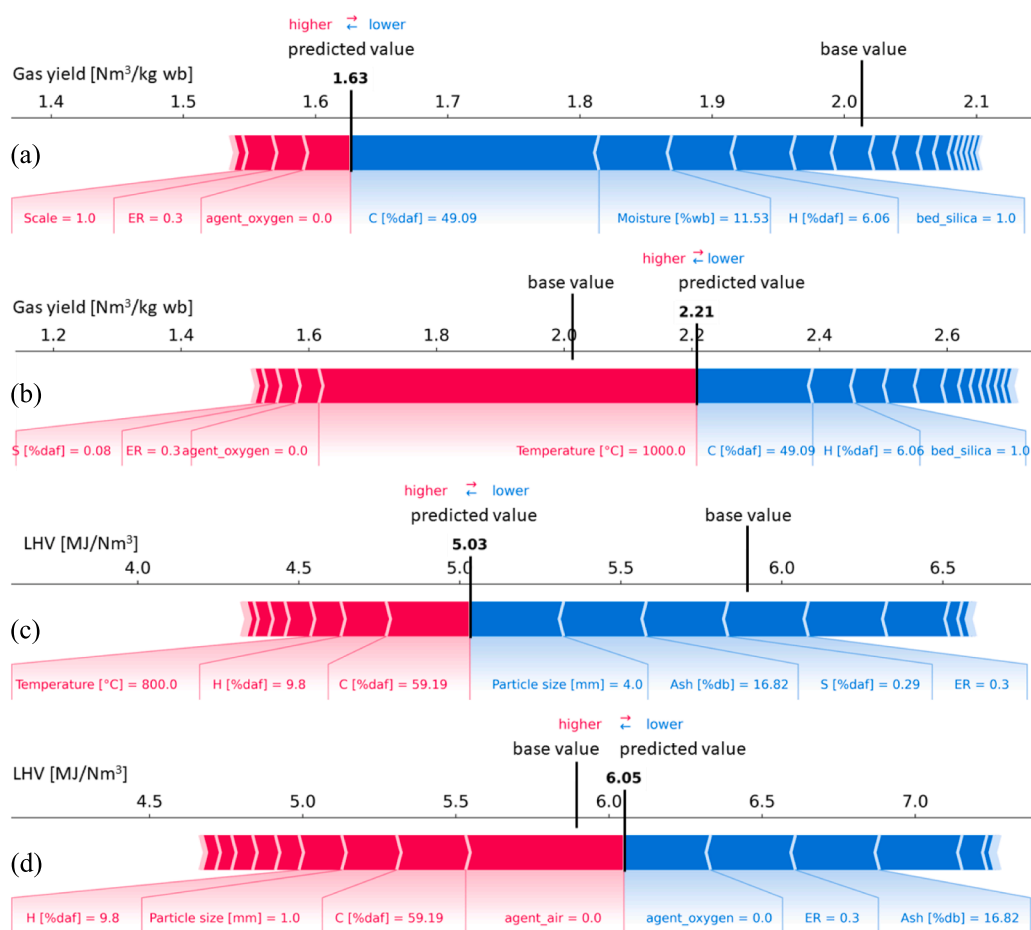 higher → ← lower
predicted value base value
Gas yield [Nm³/kg wb] 1.63
1.4 1.5 1.6 1.7 1.8 1.9 2.0 2.1
(a)
Scale = 1.0 ER = 0.3 agent_oxygen = 0.0 C [%daf] = 49.09 Moisture [%wb] = 11.53 H [%daf] = 6.06 bed_silica = 1.0
higher → ← lower
base value predicted value
Gas yield [Nm³/kg wb] 2.21
1.2 1.4 1.6 1.8 2.0 2.2 2.4 2.6
(b)
S [%daf] = 0.08 ER = 0.3 agent_oxygen = 0.0 Temperature [°C] = 1000.0 C [%daf] = 49.09 H [%daf] = 6.06 bed_silica = 1.0
higher → ← lower
predicted value base value
LHV [MJ/Nm³] 5.03
4.0 4.5 5.0 5.5 6.0 6.5
(c)
Temperature [°C] = 800.0 H [%daf] = 9.8 C [%daf] = 59.19 Particle size [mm] = 4.0 Ash [%db] = 16.82 S [%daf] = 0.29 ER = 0.3
higher → ← lower
base value predicted value
LHV [MJ/Nm³] 6.05
4.5 5.0 5.5 6.0 6.5 7.0
(d)
H [%daf] = 9.8 Particle size [mm] = 1.0 C [%daf] = 59.19 agent_air = 0.0 agent_oxygen = 0.0 ER = 0.3 Ash [%db] = 16.82